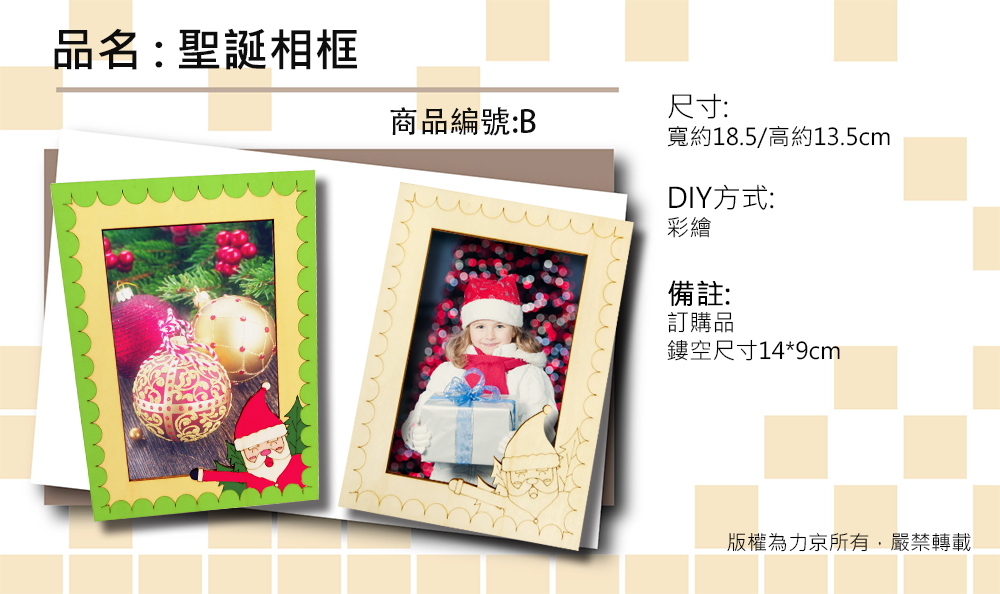 品名 : 聖誕相框
商品編號:B
尺寸:
寬約18.5/高約13.5cm
DIY方式:
彩繪
備註:
訂購品
鏤空尺寸14*9cm
版權為力京所有，嚴禁轉載